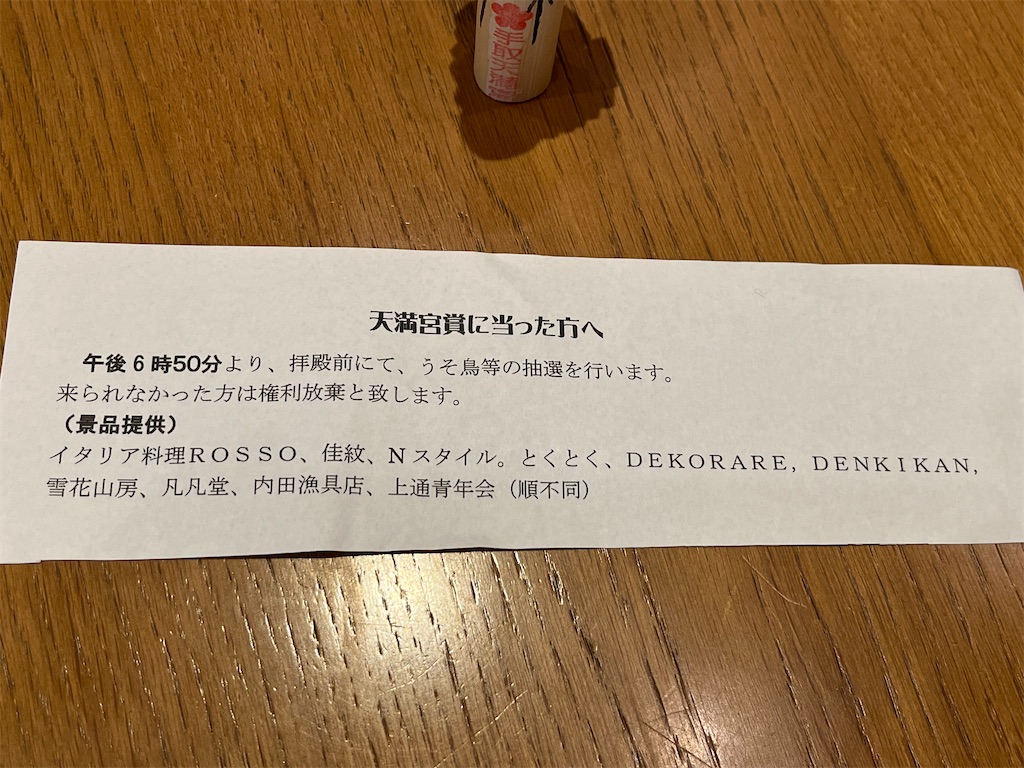 手取天満宮
天満宮賞に当った方へ
午後6時50分より、拝殿前にて、うそ鳥等の抽選を行います。
来られなかった方は権利放棄と致します。
（景品提供）
イタリア料理ＲＯＳＳＯ、佳紋、Ｎスタイル。とくとく、ＤＥＫＯＲＡＲＥ，ＤＥＮＫＩＫＡＮ，
雪花山房、凡凡堂、内田漁具店、上通青年会（順不同）